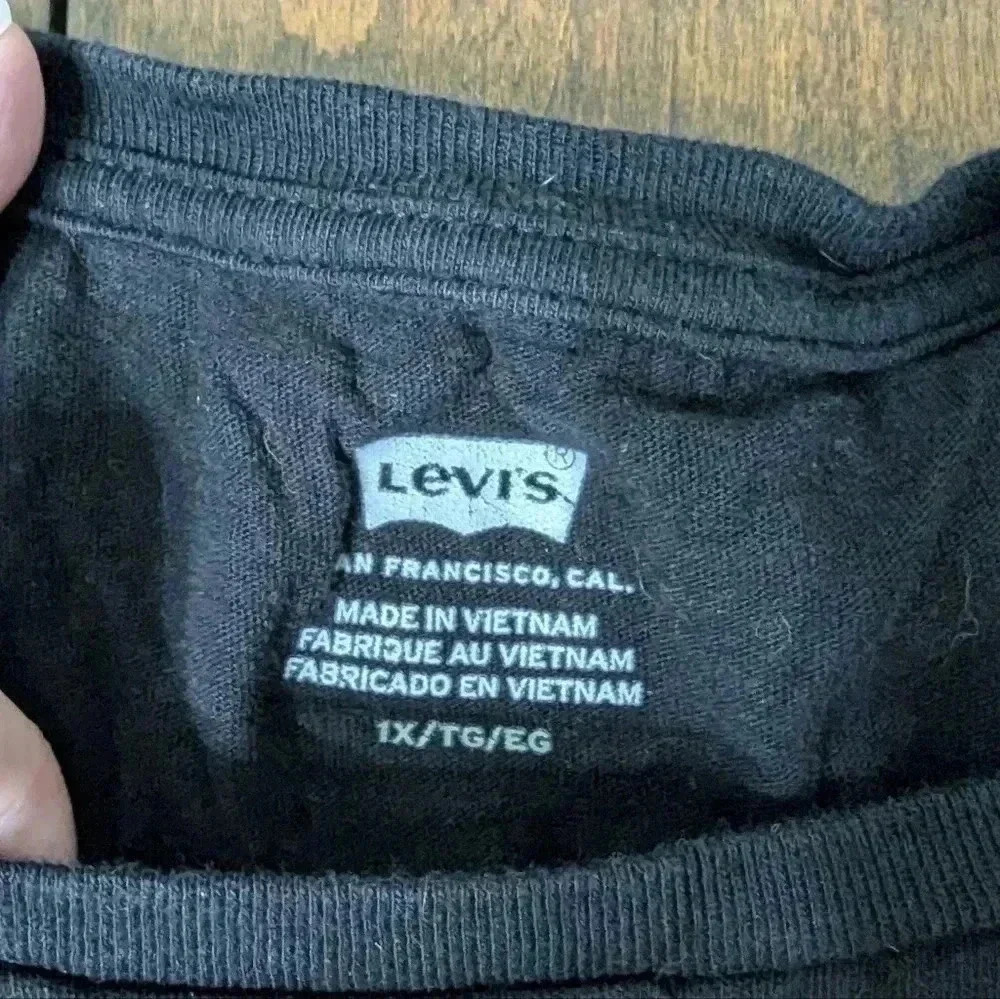 Levi's®
AN FRANCISCO, CAL.
MADE IN VIETNAM
FABRIQUE AU VIETNAM
FABRICADO EN VIETNAM
1X/TG/EG